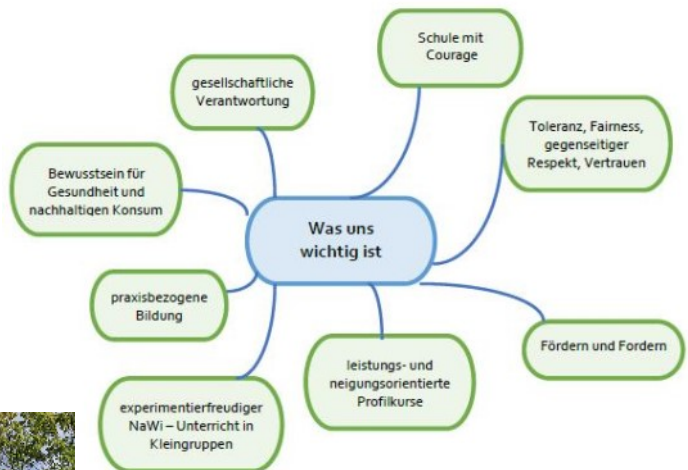 Schule mit
Courage
gesellschaftliche
Verantwortung
Toleranz, Fairness,
gegenseitiger
Respekt, Vertrauen
Bewusstsein für
Gesundheit und
nachhaltigen Konsum
Was uns
wichtig ist
praxisbezogene
Bildung
Fördern und Fordern
leistungs- und
neigungsorientierte
Profilkurse
experimentierfreudiger
NaWi – Unterricht in
Kleingruppen